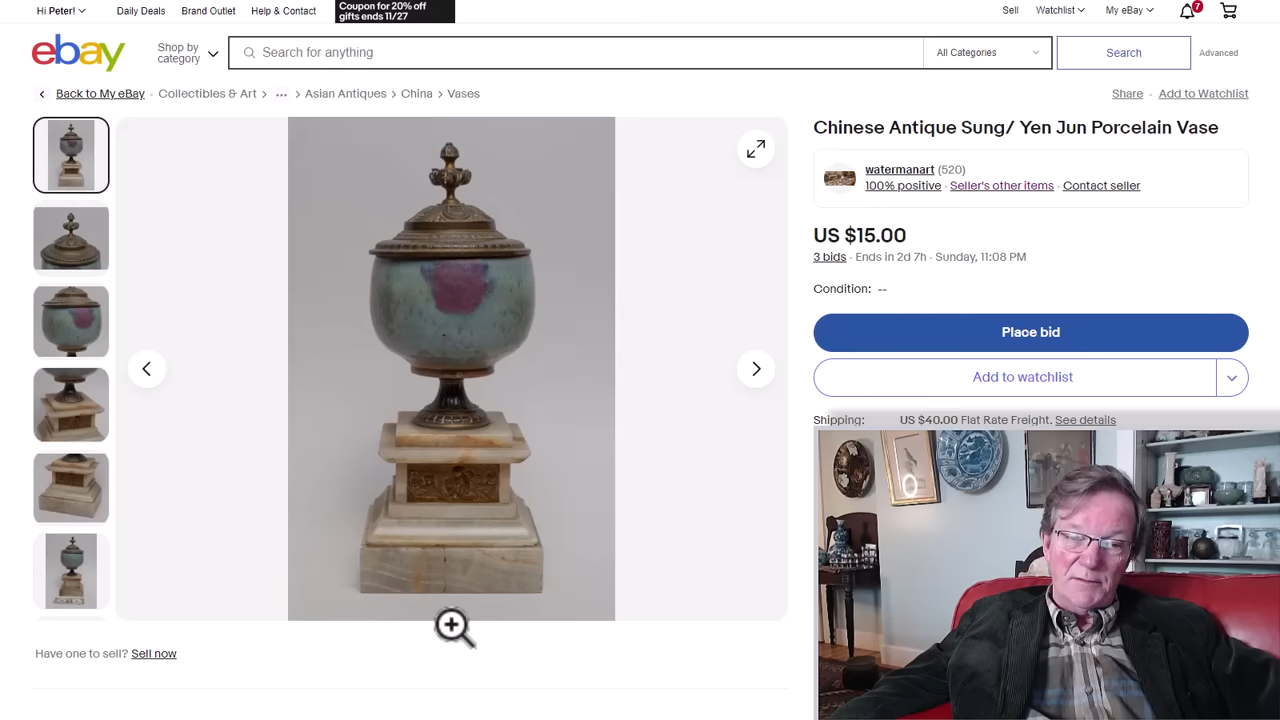 Hi Peter!
Daily Deals
Brand Outlet
Help & Contact
Coupon for 20% off
gifts ends 11/27
Sell
Watchlist
My eBay
7
ebay
Shop by
category
Search for anything
All Categories
Search
Advanced
Back to My eBay · Collectibles & Art > ... > Asian Antiques > China > Vases
Share · Add to Watchlist
Chinese Antique Sung/ Yen Jun Porcelain Vase
watermanart (520)
100% positive · Seller's other items · Contact seller
US $15.00
3 bids · Ends in 2d 7h · Sunday, 11:08 PM
Condition: --
Place bid
Add to watchlist
Shipping: US $40.00 Flat Rate Freight. See details
Have one to sell? Sell now